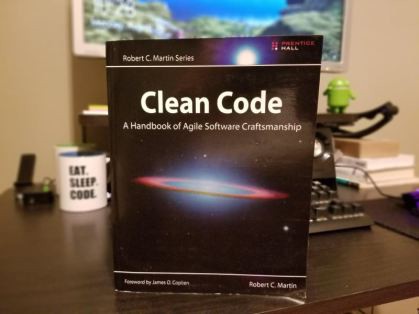 Robert C. Martin Series
PRENTICE
HALL
Clean Code
A Handbook of Agile Software Craftsmanship
EAT.
SLEEP.
CODE.
Foreword by James O. Coplien
Robert C. Martin